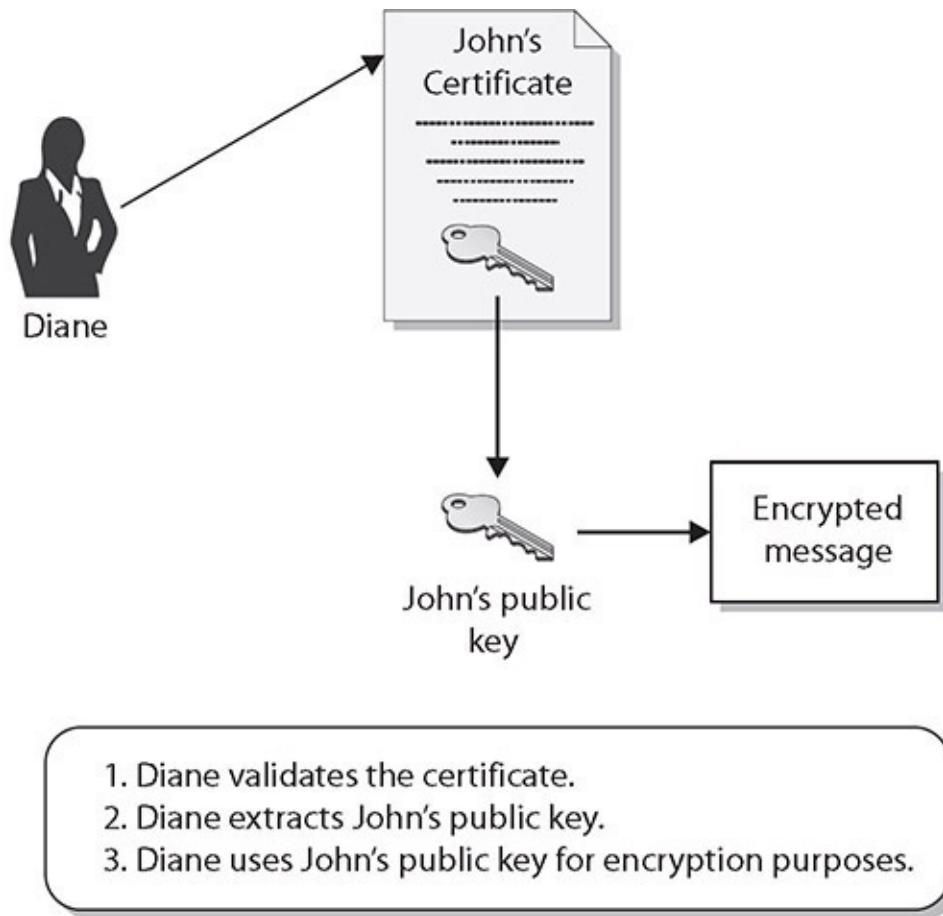 John's
Certificate
Diane
John's public
key
Encrypted
message
1. Diane validates the certificate.
2. Diane extracts John's public key.
3. Diane uses John's public key for encryption purposes.